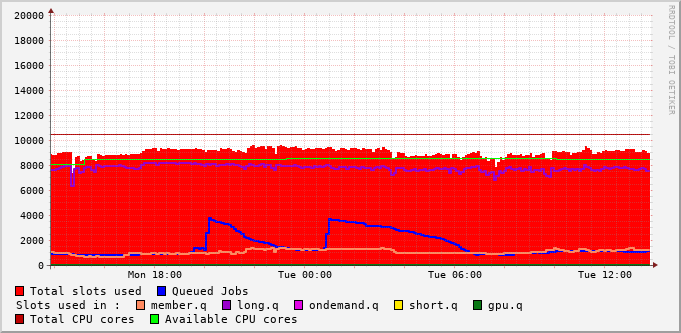 20000
18000
16000
14000
12000
10000
8000
6000
4000
2000
0
Mon 18:00 Tue 00:00 Tue 06:00 Tue 12:00
RRDTOOL / TOBI OETIKER
Total slots used Queued Jobs
Slots used in : member.q long.q ondemand.q short.q gpu.q
Total CPU cores Available CPU cores